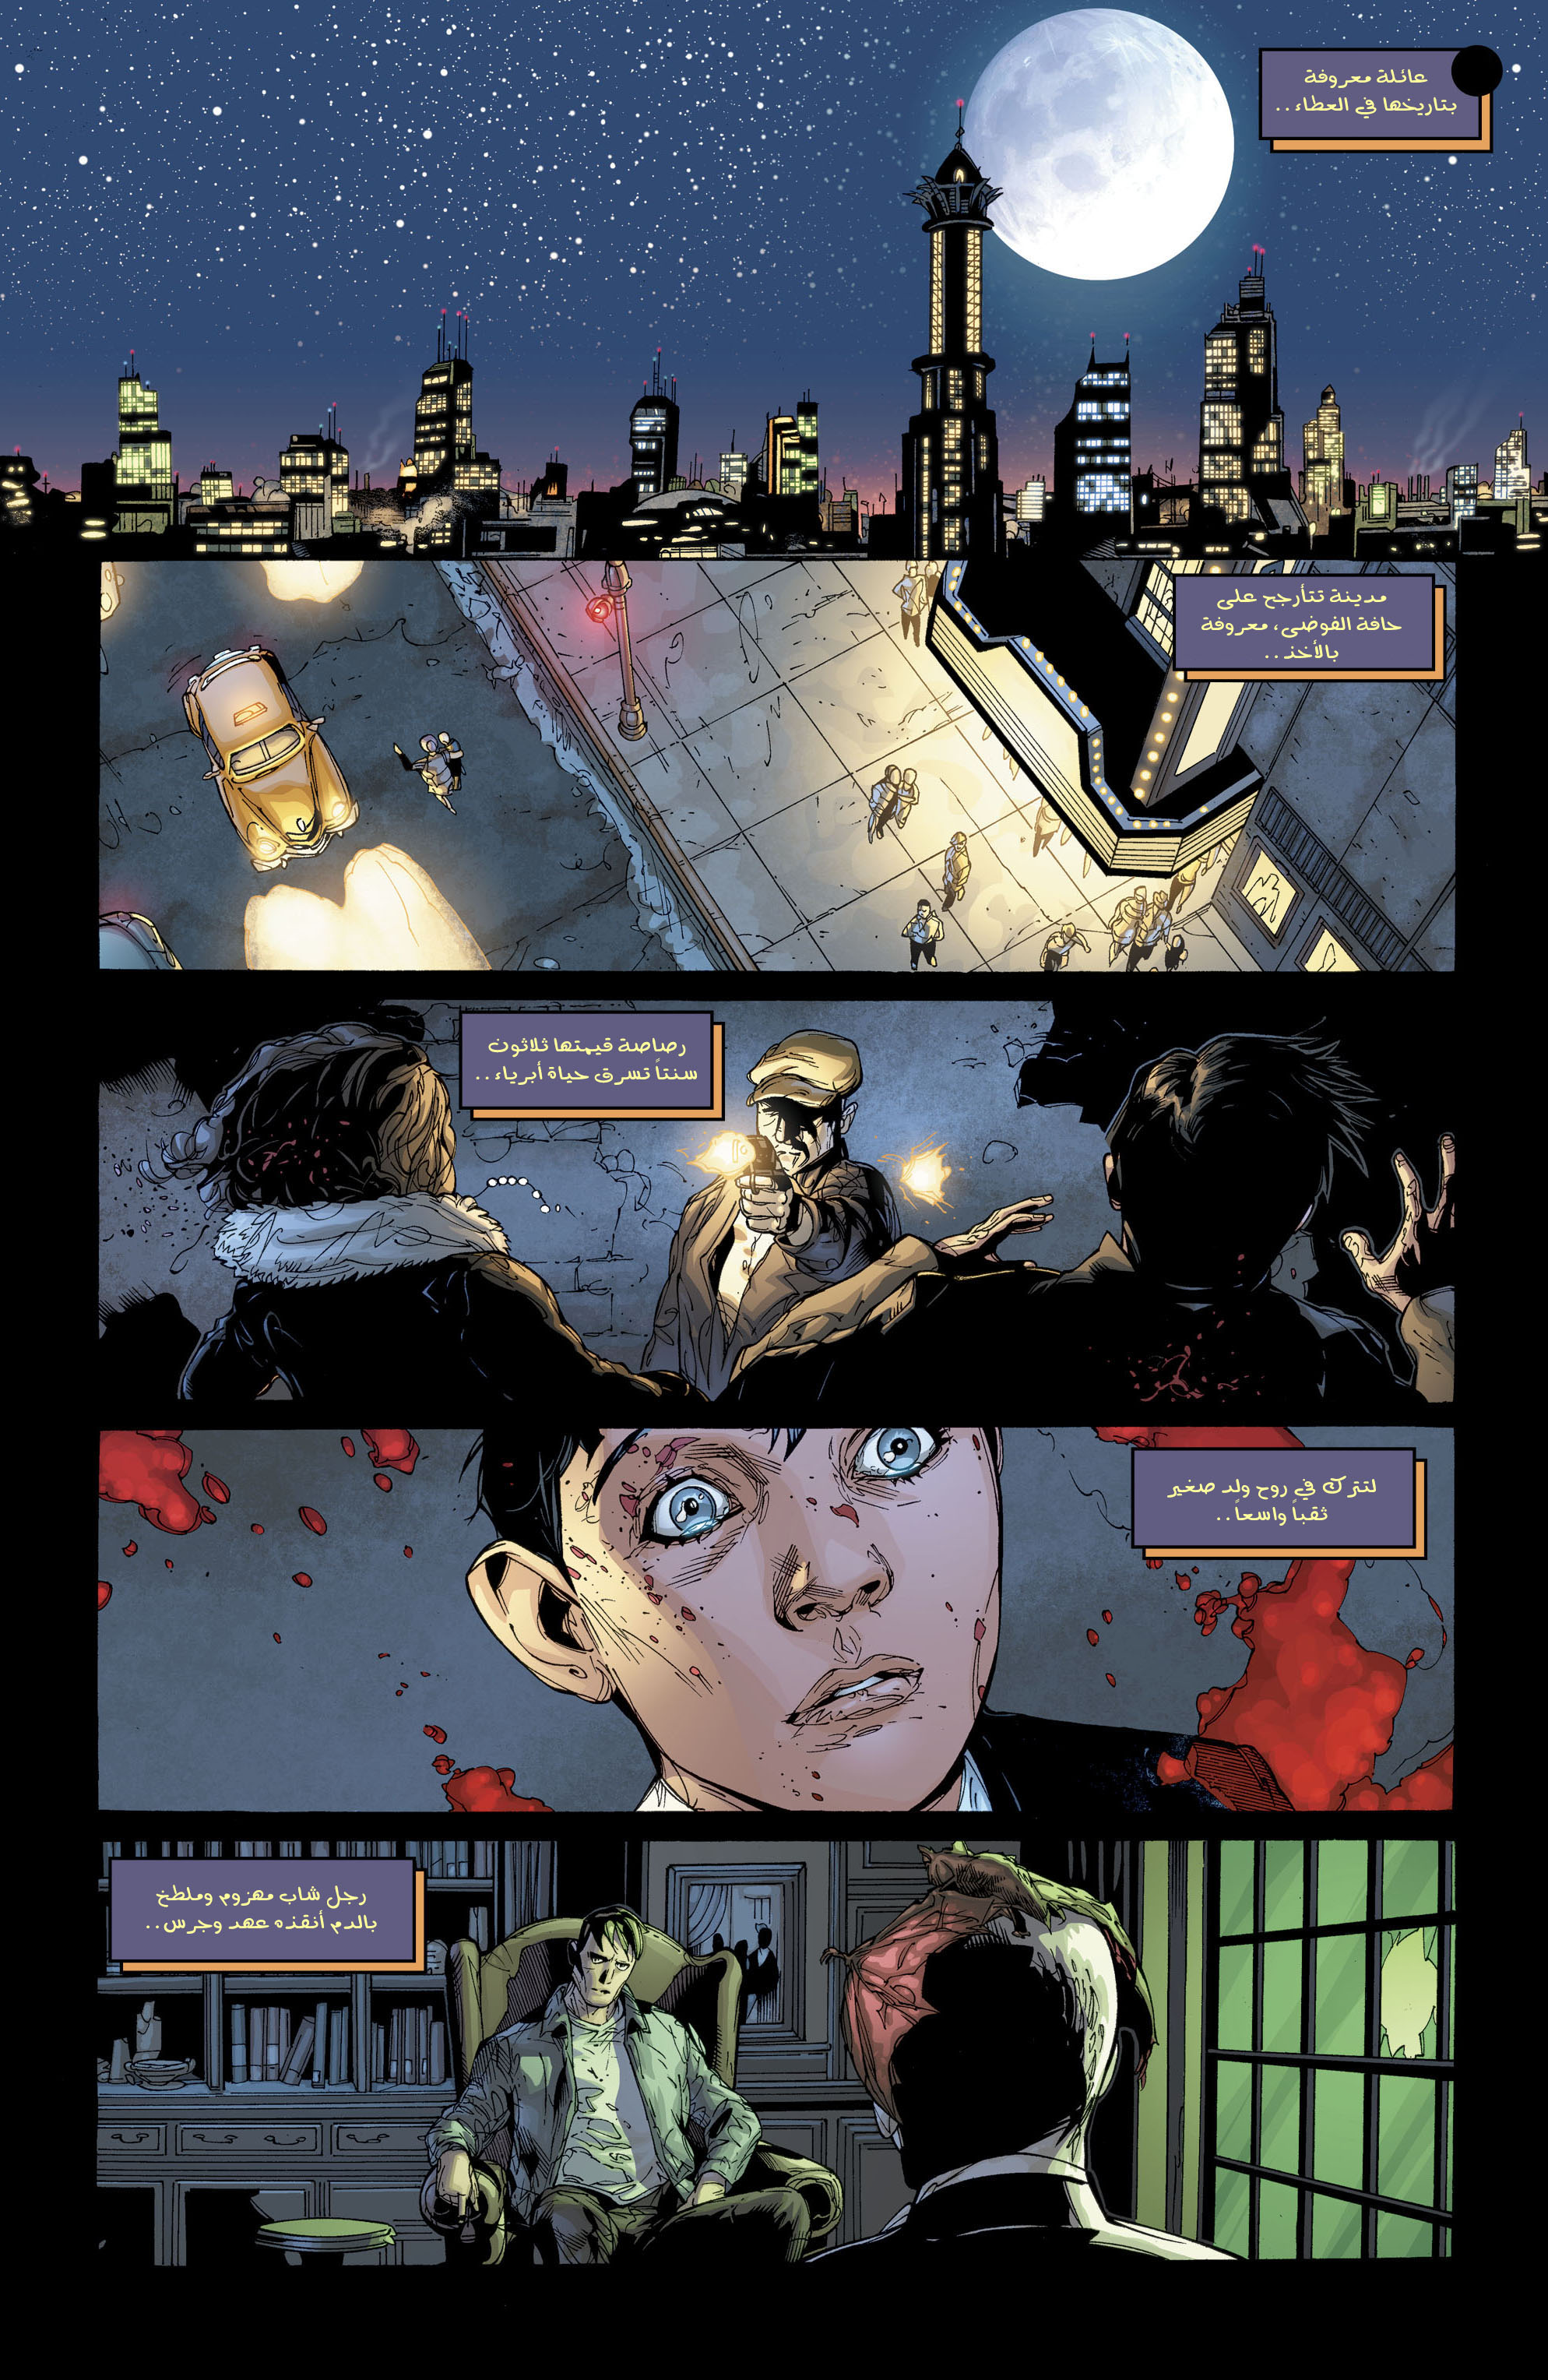 عائلة معروفة
بتاريخها في العطاء..
مدينة تتأرجح على
حافة الفوضى، معروفة
بالأخذ..
رصاصة قيمتها ثلاثون
سنتاً تسرق حياة أبرياء..
لتترك في روح ولد صغير
ثقباً واسعاً..
رجل شاب مهزوم وملطخ
بالدم أنقذه عهد وجرس..